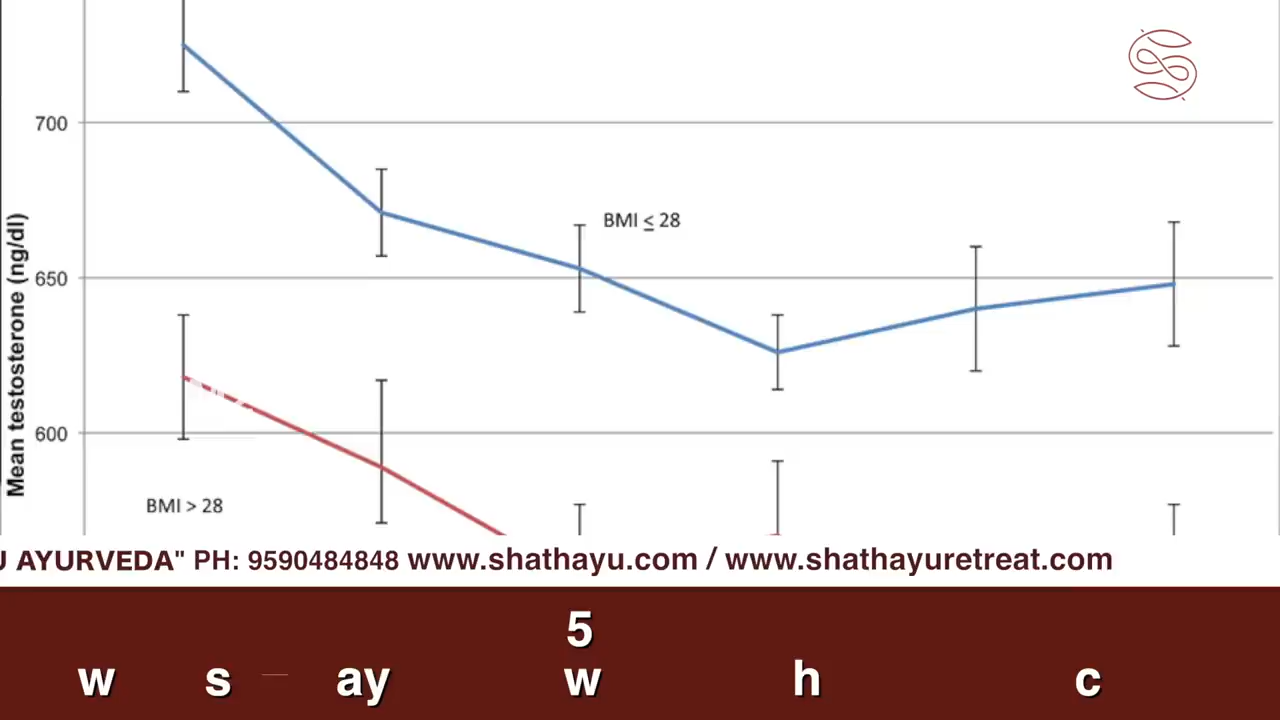 700
BMI ≤ 28
650
Mean testosterone (ng/dl)
600
BMI > 28
U AYURVEDA" PH: 9590484848 www.shathayu.com / www.shathayuretreat.com
5
w s ay w h c